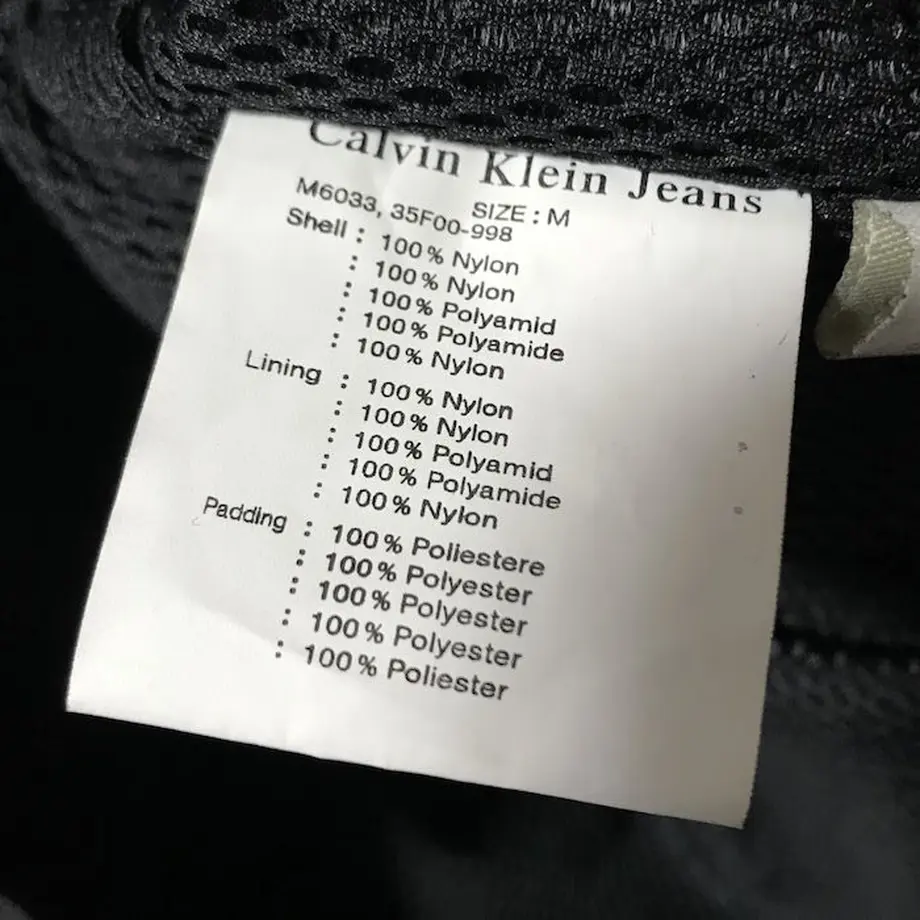 Calvin Klein Jeans
SIZE : M
M6033, 35F00-998
Shell : 100% Nylon
: 100% Nylon
: 100% Polyamid
: 100% Polyamide
: 100% Nylon
Lining : 100% Nylon
: 100% Nylon
: 100% Polyamid
: 100% Polyamide
: 100% Nylon
Padding : 100% Poliestere
: 100% Polyester
: 100% Polyester
: 100% Polyester
: 100% Poliester